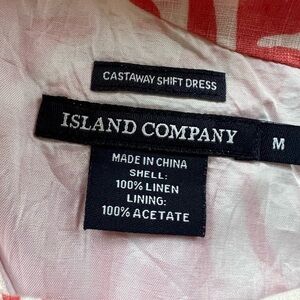 CASTAWAY SHIFT DRESS
ISLAND COMPANY
M
MADE IN CHINA
SHELL:
100% LINEN
LINING:
100% ACETATE